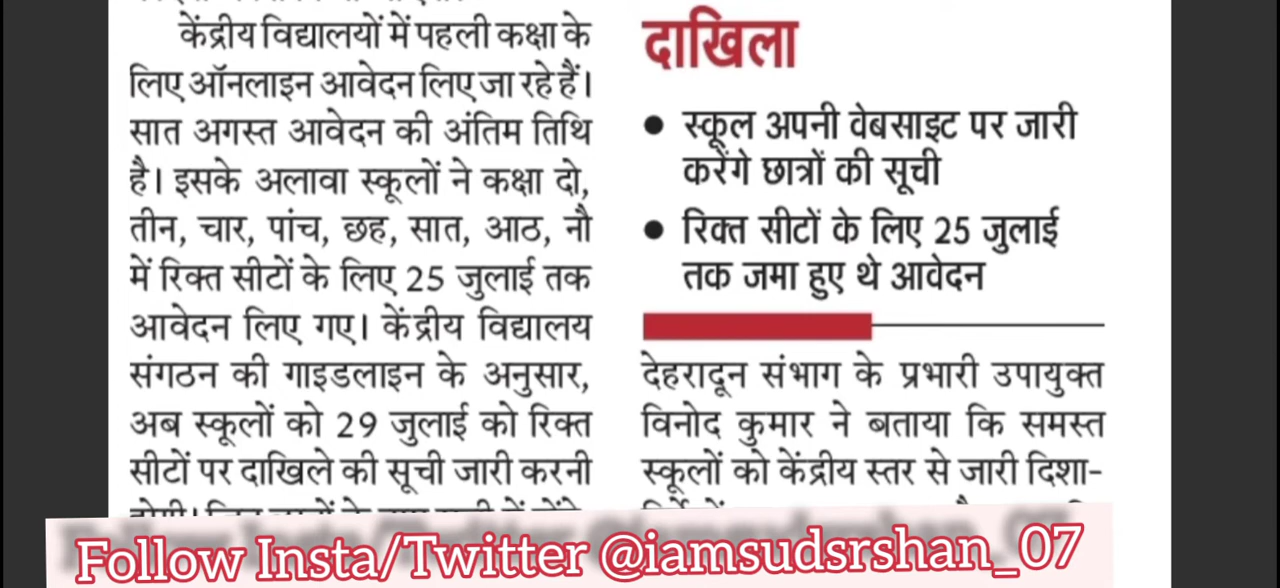 केंद्रीय विद्यालयों में पहली कक्षा के
लिए ऑनलाइन आवेदन लिए जा रहे हैं।
सात अगस्त आवेदन की अंतिम तिथि
है। इसके अलावा स्कूलों ने कक्षा दो,
तीन, चार, पांच, छह, सात, आठ, नौ
में रिक्त सीटों के लिए 25 जुलाई तक
आवेदन लिए गए। केंद्रीय विद्यालय
संगठन की गाइडलाइन के अनुसार,
अब स्कूलों को 29 जुलाई को रिक्त
सीटों पर दाखिले की सूची जारी करनी
दाखिला
• स्कूल अपनी वेबसाइट पर जारी
करेंगे छात्रों की सूची
• रिक्त सीटों के लिए 25 जुलाई
तक जमा हुए थे आवेदन
देहरादून संभाग के प्रभारी उपायुक्त
विनोद कुमार ने बताया कि समस्त
स्कूलों को केंद्रीय स्तर से जारी दिशा-
Follow Insta/Twitter @iamsudsrshan_07